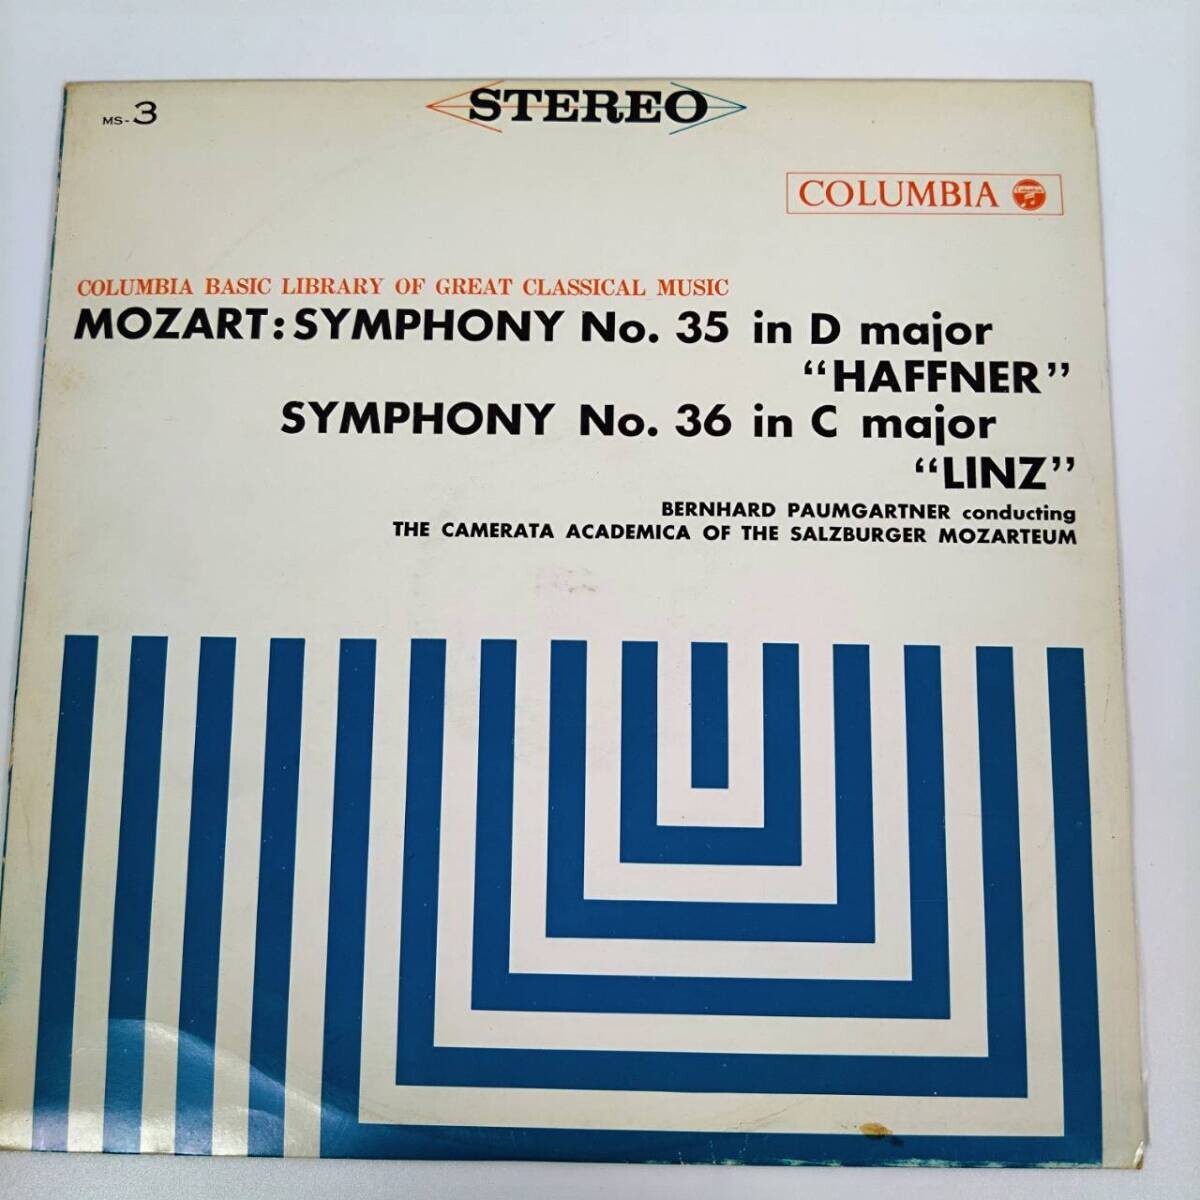 MS-3
STEREO
COLUMBIA
COLUMBIA BASIC LIBRARY OF GREAT CLASSICAL MUSIC
MOZART: SYMPHONY No. 35 in D major
“HAFFNER”
SYMPHONY No. 36 in C major
“LINZ”
BERNHARD PAUMGARTNER conducting
THE CAMERATA ACADEMICA OF THE SALZBURGER MOZARTEUM